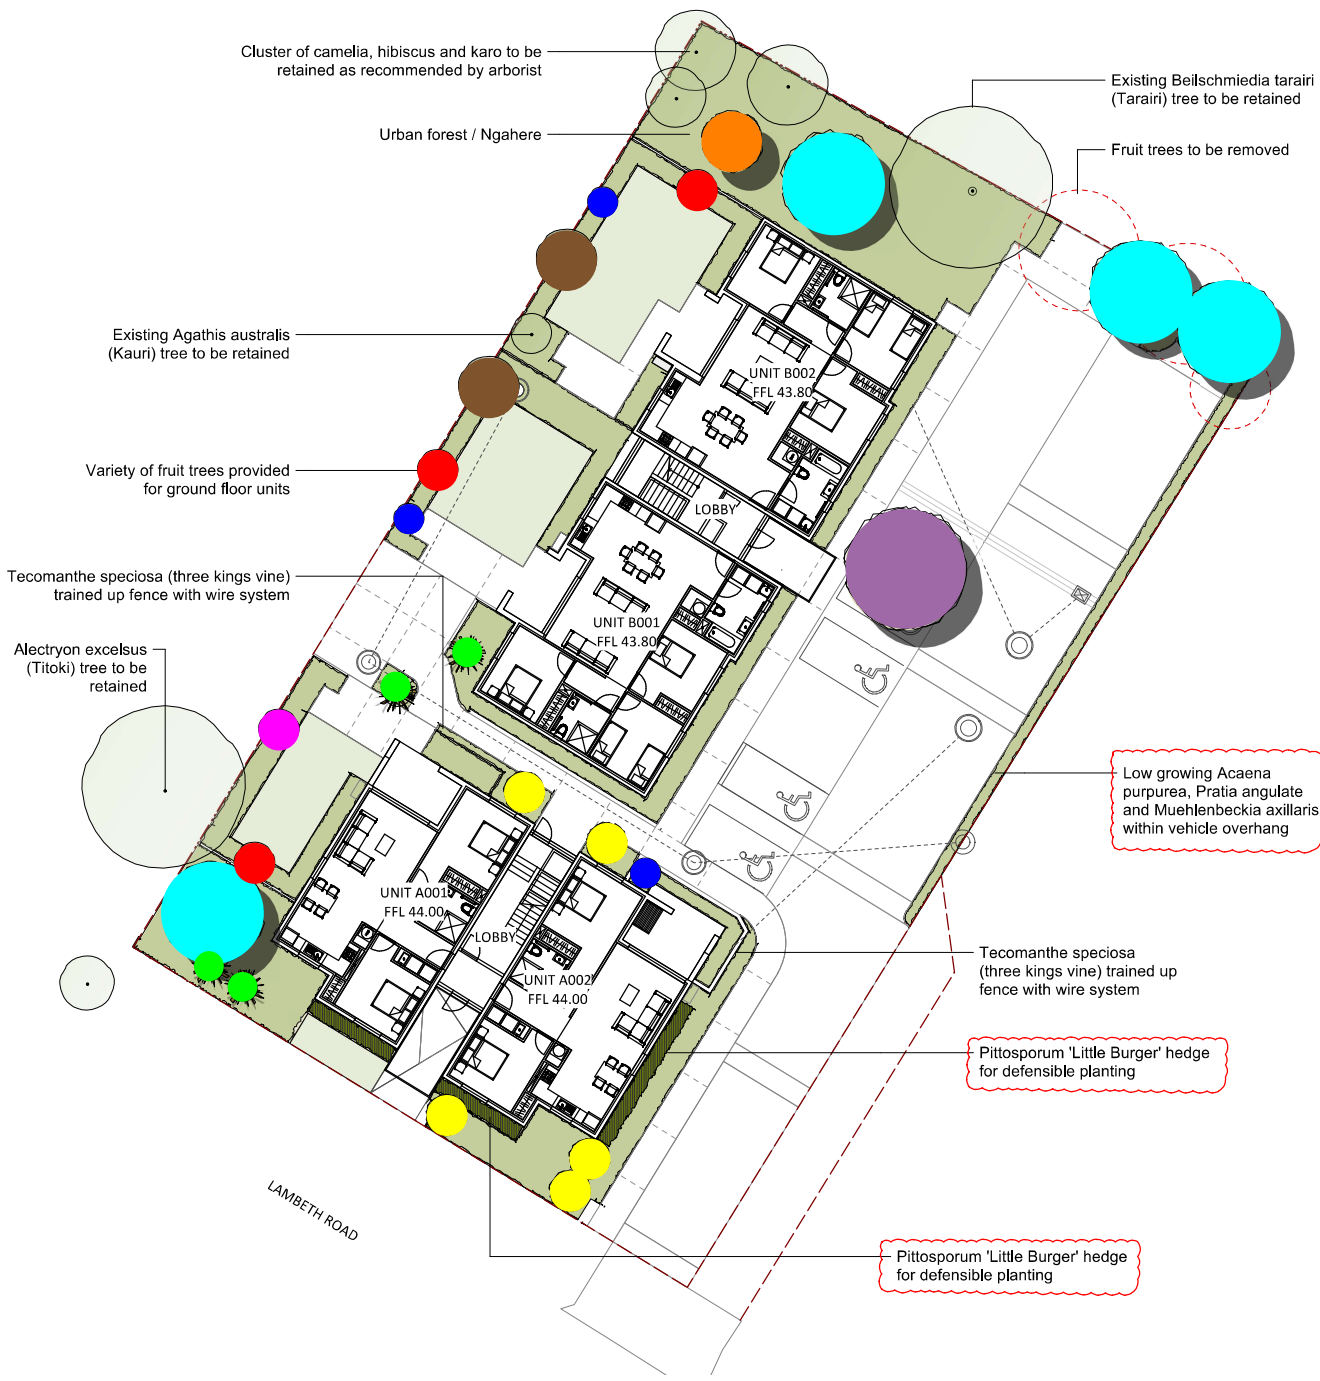 Cluster of camelia, hibiscus and karo to be
retained as recommended by arborist
Existing Beilschmiedia tarairi
(Tarairi) tree to be retained
Urban forest / Ngahere
Fruit trees to be removed
Existing Agathis australis
(Kauri) tree to be retained
UNIT B002
FFL 43.80
Variety of fruit trees provided
for ground floor units
LOBBY
Tecomanthe speciosa (three kings vine)
trained up fence with wire system
UNIT B001
FFL 43.80
Alectryon excelsus
(Titoki) tree to be
retained
Low growing Acaena
purpurea, Pratia angulate
and Muehlenbeckia axillaris
within vehicle overhang
UNIT A001
FFL 44.00
LOBBY
UNIT A002
FFL 44.00
Tecomanthe speciosa
(three kings vine) trained up
fence with wire system
Pittosporum 'Little Burger' hedge
for defensible planting
LAMBETH ROAD
Pittosporum 'Little Burger' hedge
for defensible planting